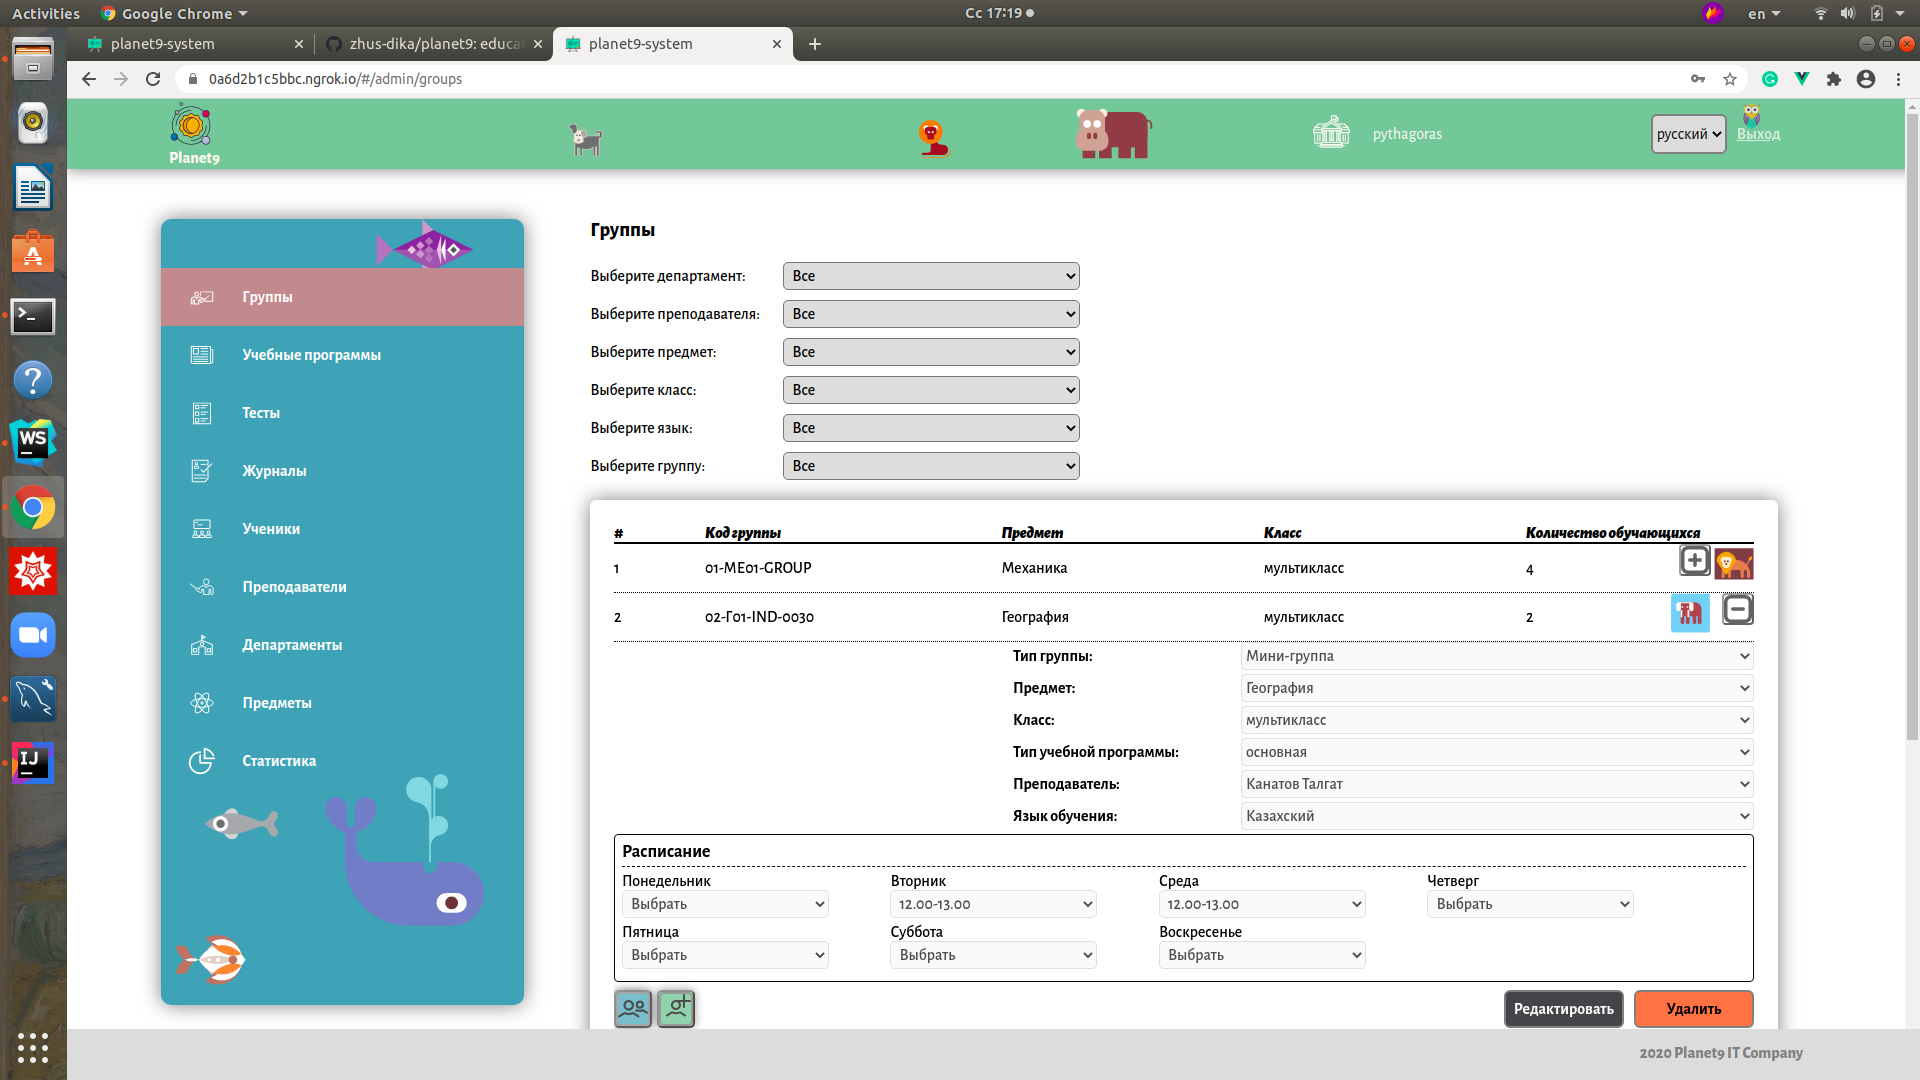 Activities
Google Chrome
Сс 17:19
en
planet9-system
zhus-dika/planet9: educa
planet9-system
0a6d2b1c5bbc.ngrok.io/#/admin/groups
Planet9
pythagoras
русский
Выход
Группы
Учебные программы
Тесты
Журналы
Ученики
Преподаватели
Департаменты
Предметы
Статистика
Группы
Выберите департамент: Все
Выберите преподавателя: Все
Выберите предмет: Все
Выберите класс: Все
Выберите язык: Все
Выберите группу: Все
# Код группы Предмет Класс Количество обучающихся
1 01-ME01-GROUP Механика мультикласс 4
2 02-Г01-IND-0030 География мультикласс 2
Тип группы: Мини-группа
Предмет: География
Класс: мультикласс
Тип учебной программы: основная
Преподаватель: Канатов Талгат
Язык обучения: Казахский
Расписание
Понедельник Вторник Среда Четверг
Выбрать 12.00-13.00 12.00-13.00 Выбрать
Пятница Суббота Воскресенье
Выбрать Выбрать Выбрать
Редактировать Удалить
2020 Planet9 IT Company
WS
IJ